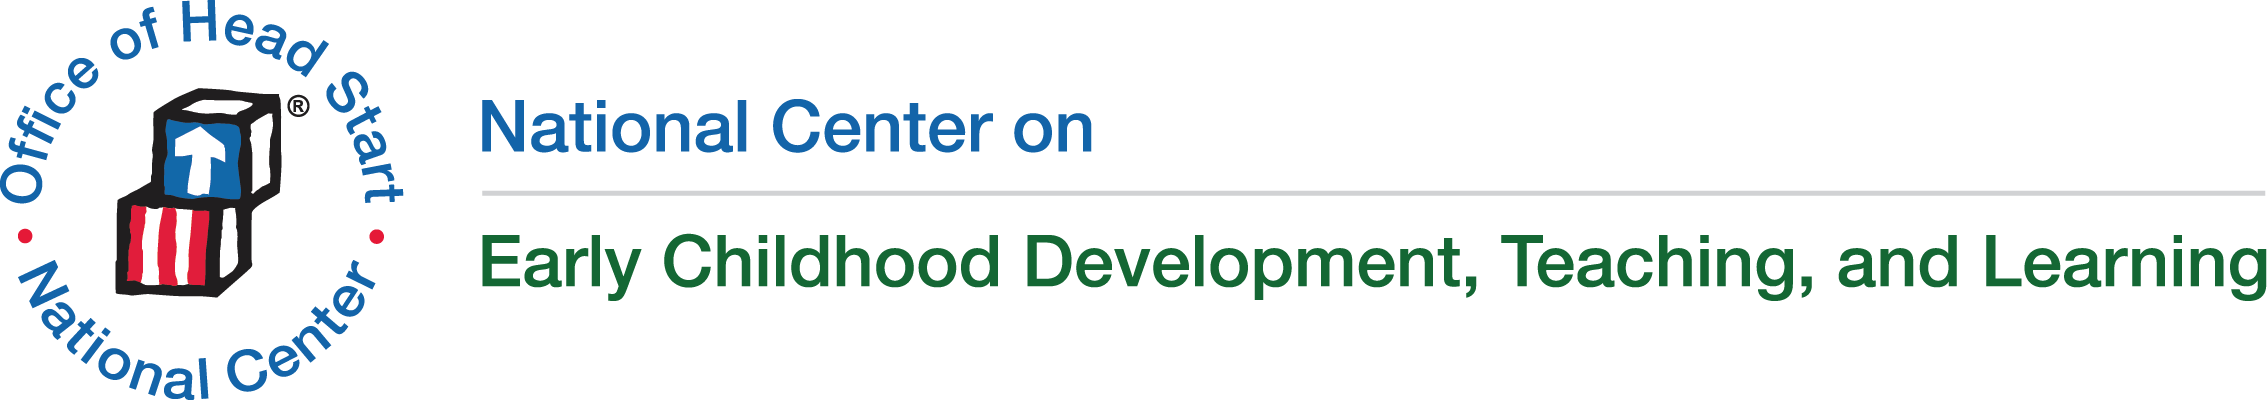 Office of Head Start
®
• National Center •
National Center on
Early Childhood Development, Teaching, and Learning